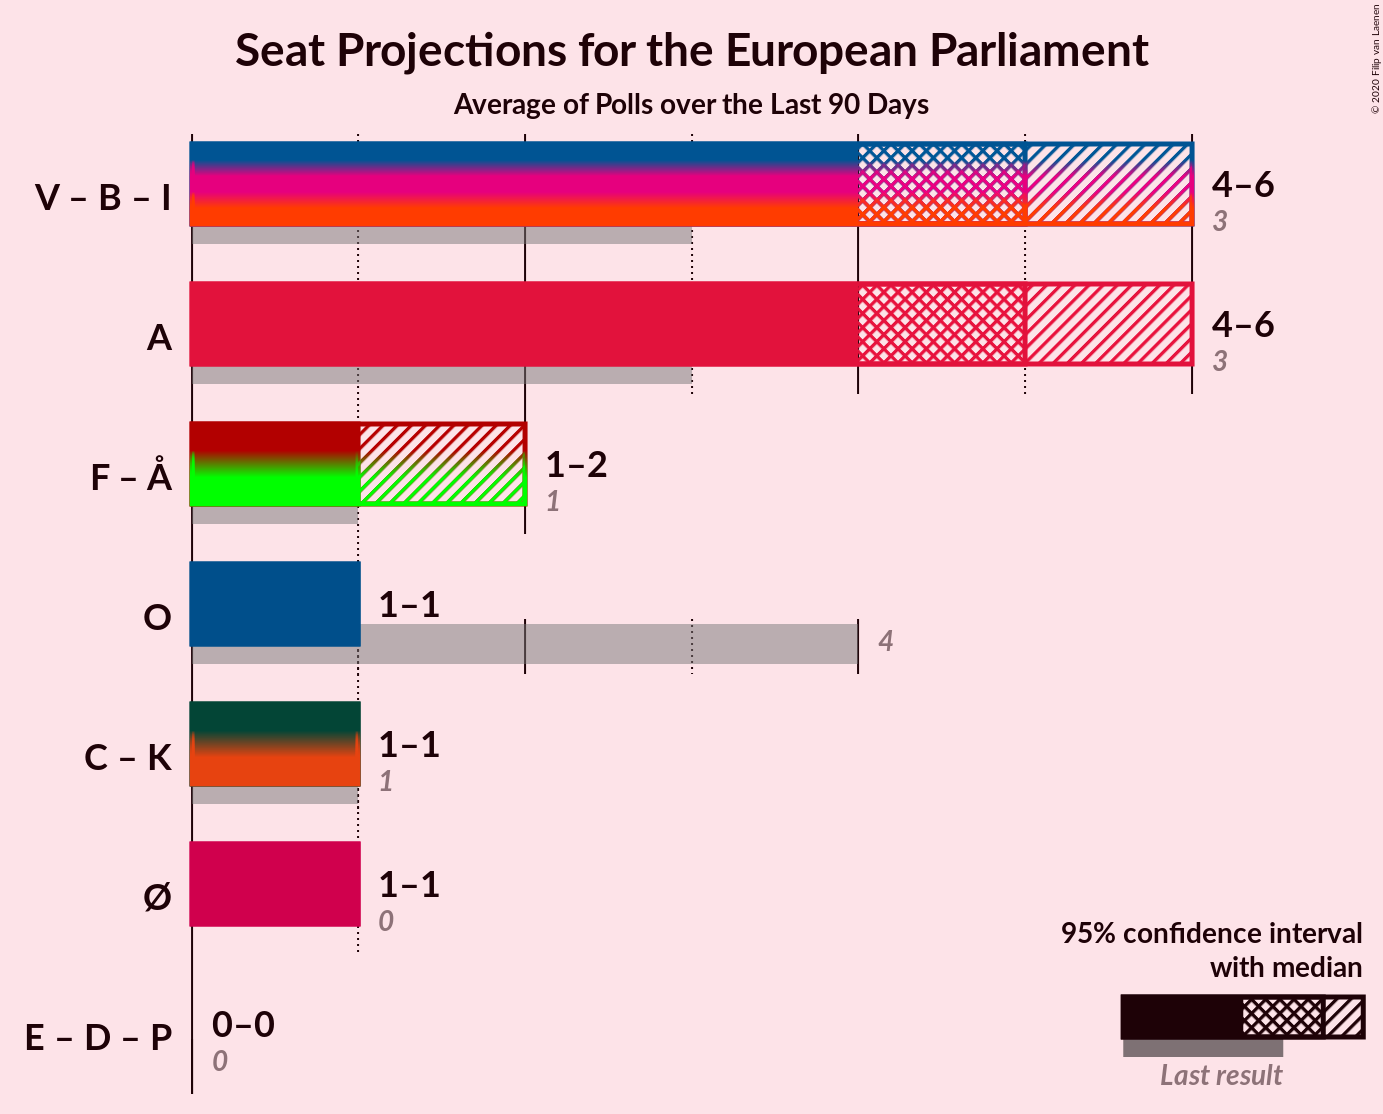 Seat Projections for the European Parliament
Average of Polls over the Last 90 Days
© 2020 Filip van Laenen
V – B – I
4–6
3
A
4–6
3
F – Å
1–2
1
O
1–1
4
C – K
1–1
1
Ø
1–1
0
E – D – P
0–0
0
95% confidence interval
with median
Last result